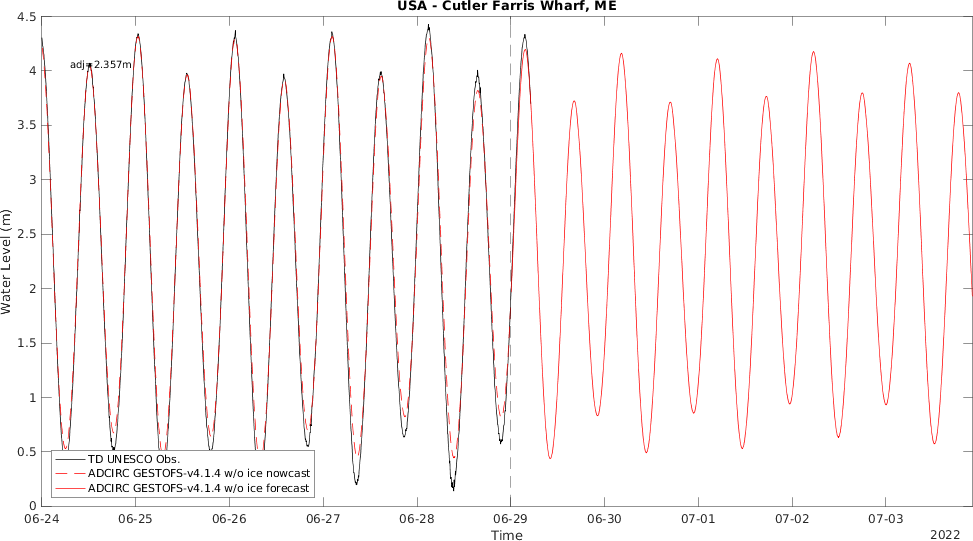 USA - Cutler Farris Wharf, ME
4.5
4
3.5
3
2.5
2
1.5
1
0.5
0
Water Level (m)
adj=2.357m
TD UNESCO Obs.
ADCIRC GESTOFS-v4.1.4 w/o ice nowcast
ADCIRC GESTOFS-v4.1.4 w/o ice forecast
06-24 06-25 06-26 06-27 06-28 06-29 06-30 07-01 07-02 07-03
Time
2022